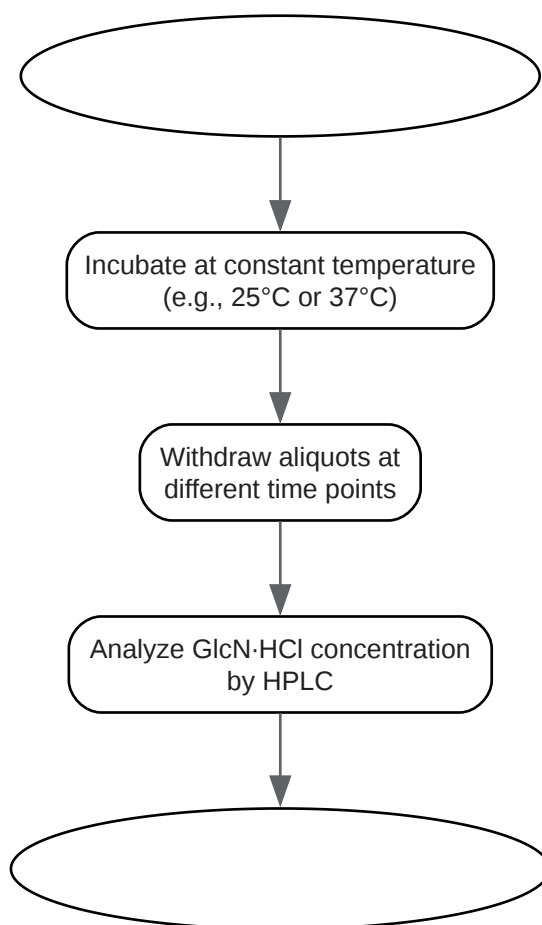 Incubate at constant temperature
(e.g., 25°C or 37°C)
Withdraw aliquots at
different time points
Analyze GlcN·HCl concentration
by HPLC